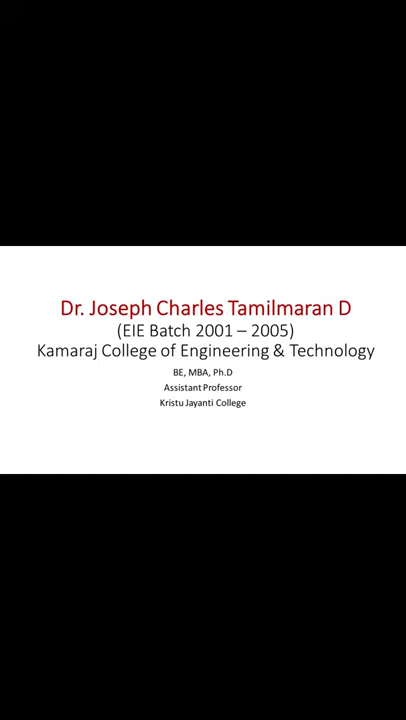 Dr. Joseph Charles Tamilmaran D
(EIE Batch 2001 – 2005)
Kamaraj College of Engineering & Technology
BE, MBA, Ph.D
Assistant Professor
Kristu Jayanti College